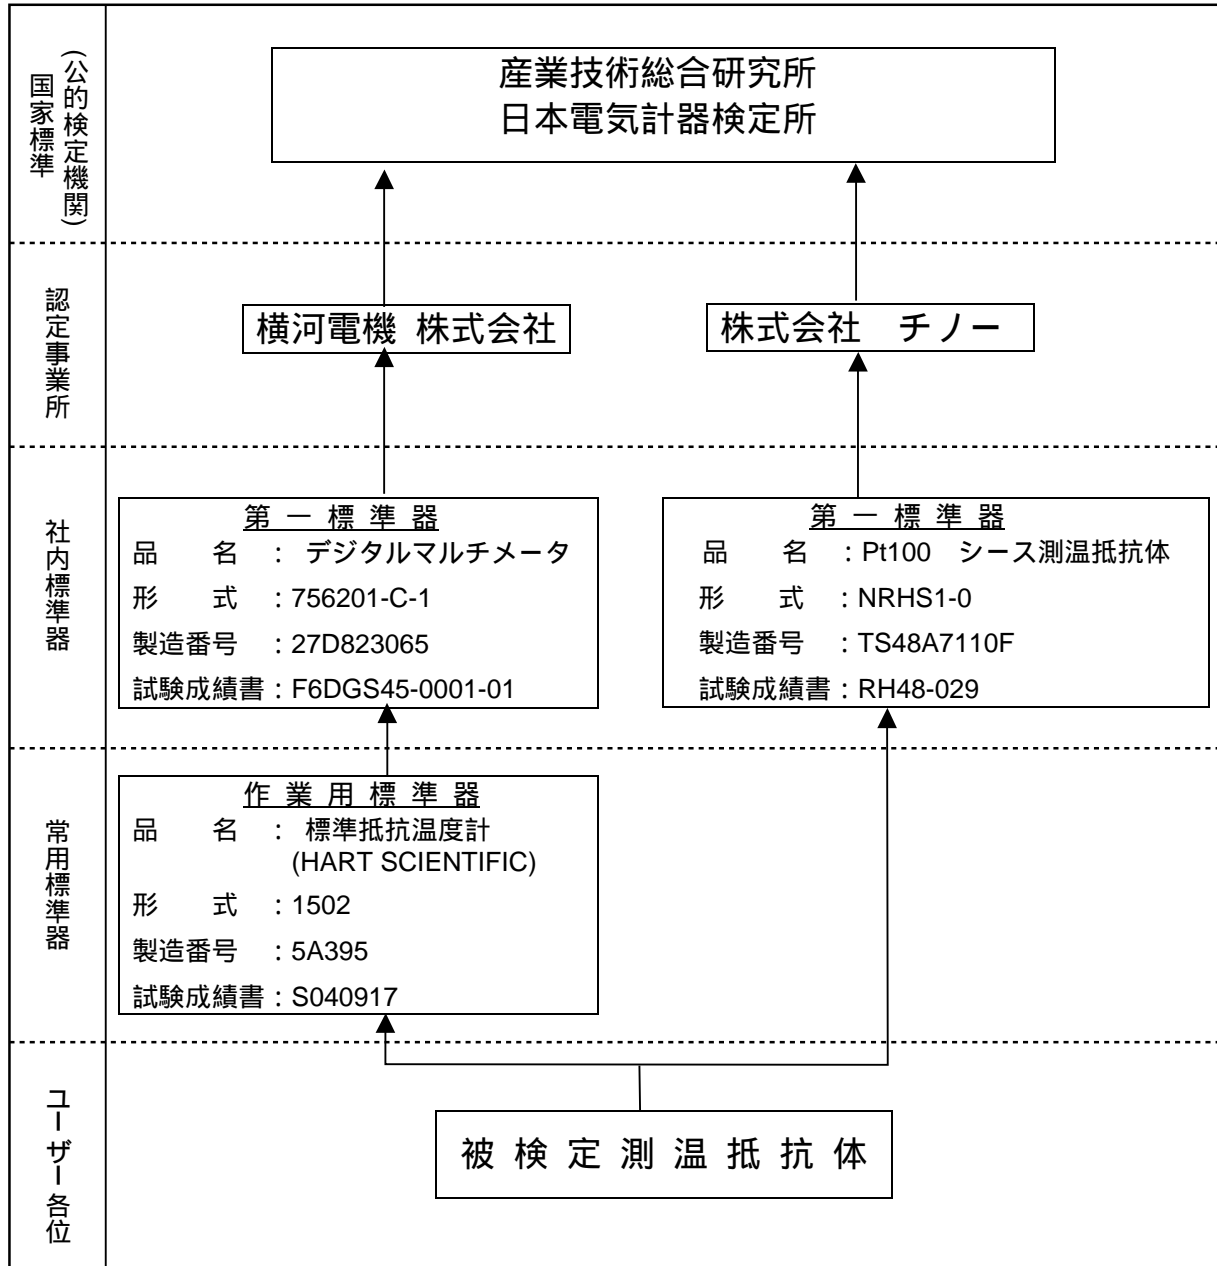 国家標準
(公的検定機関)
産業技術総合研究所
日本電気計器検定所
認定事業所
横河電機 株式会社
株式会社 チノー
社内標準器
第一標準器
品 名 : デジタルマルチメータ
形 式 : 756201-C-1
製造番号 : 27D823065
試験成績書 : F6DGS45-0001-01
第一標準器
品 名 : Pt100 シース測温抵抗体
形 式 : NRHS1-0
製造番号 : TS48A7110F
試験成績書 : RH48-029
常用標準器
作業用標準器
品 名 : 標準抵抗温度計
(HART SCIENTIFIC)
形 式 : 1502
製造番号 : 5A395
試験成績書 : S040917
ユーザー各位
被検定測温抵抗体